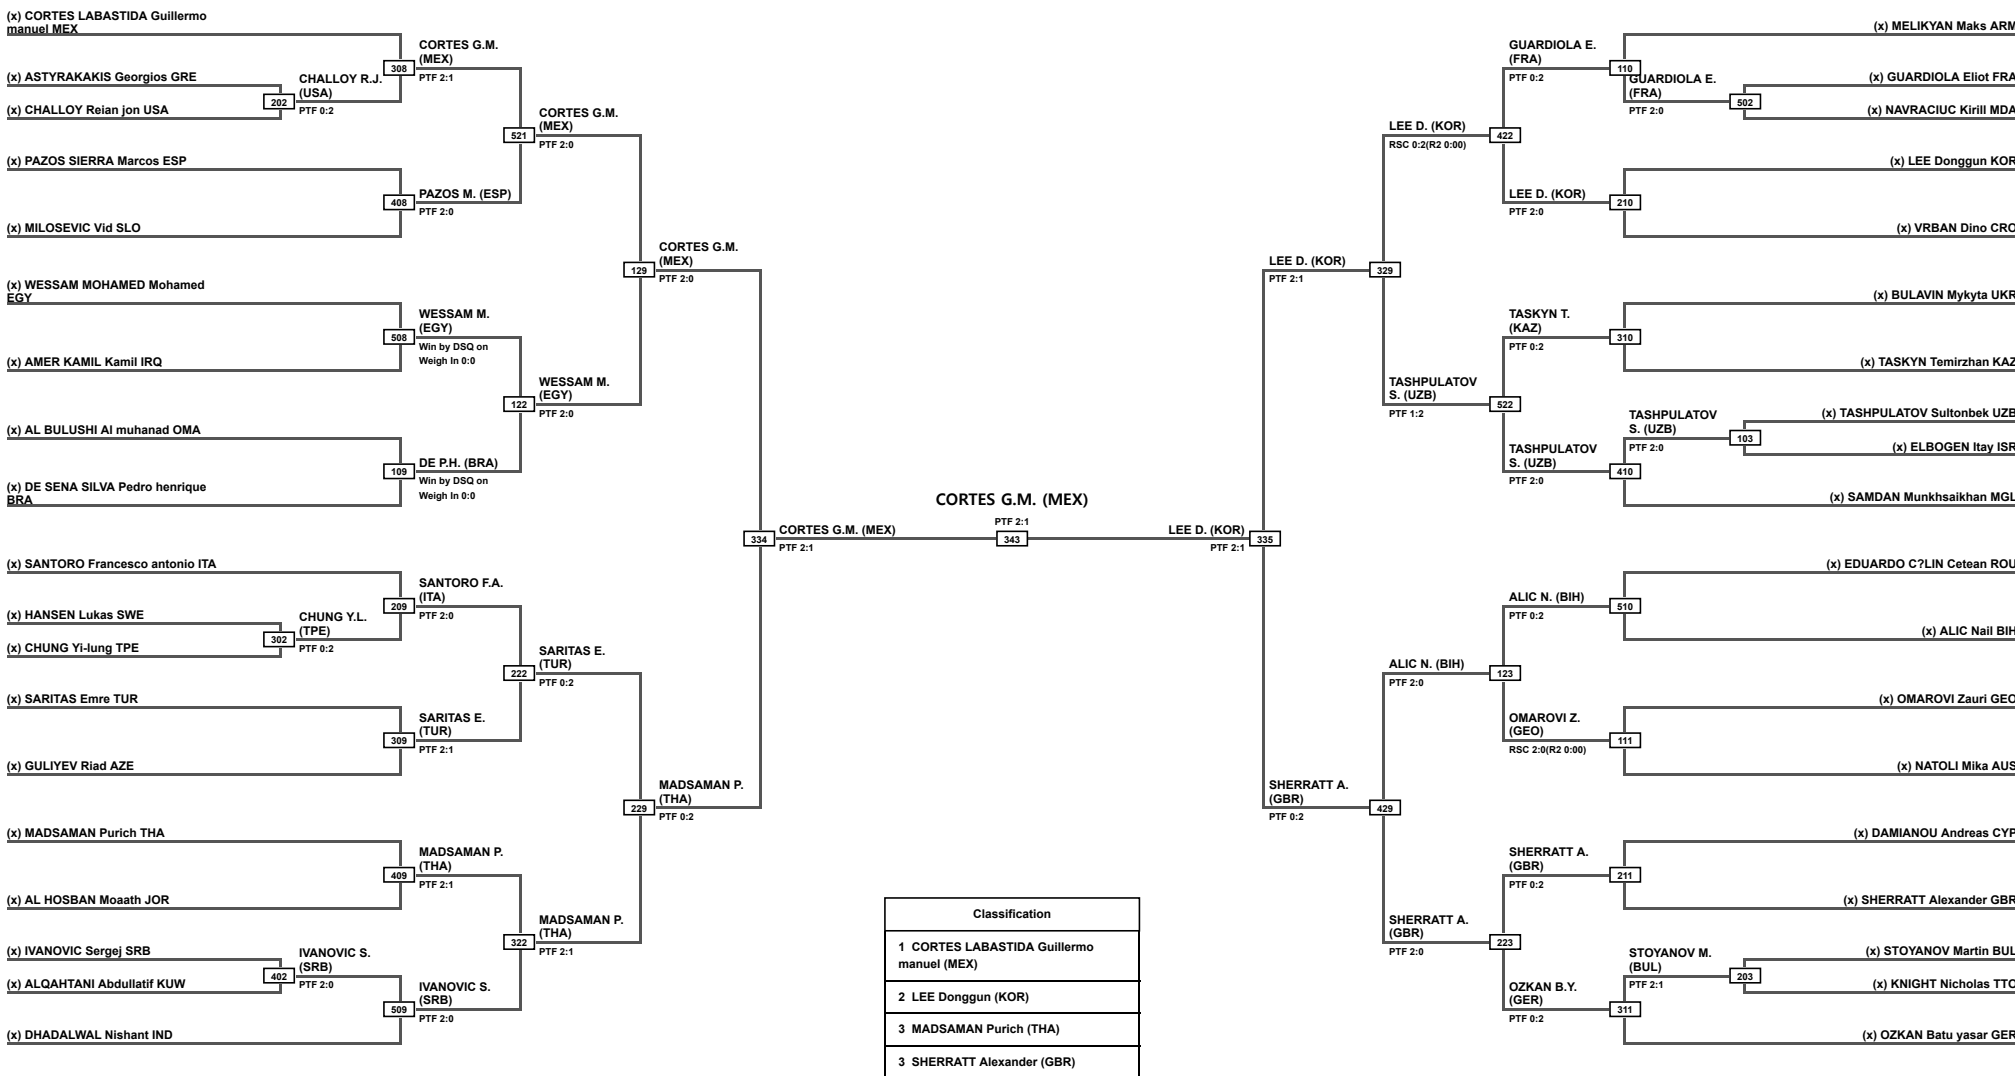 (x) CORTES LABASTIDA Guillermo
manuel MEX
CORTES G.M.
(MEX)
308
PTF 2:1
(x) ASTYRAKAKIS Georgios GRE
CHALLOY R.J.
(USA)
202
PTF 0:2
(x) CHALLOY Reian jon USA
CORTES G.M.
(MEX)
521
PTF 2:0
(x) PAZOS SIERRA Marcos ESP
PAZOS M. (ESP)
408
PTF 2:0
(x) MILOSEVIC Vid SLO
CORTES G.M.
(MEX)
129
PTF 2:0
(x) WESSAM MOHAMED Mohamed
EGY
WESSAM M.
(EGY)
508
Win by DSQ on
Weigh In 0:0
(x) AMER KAMIL Kamil IRQ
WESSAM M.
(EGY)
122
PTF 2:0
(x) AL BULUSHI Al muhanad OMA
DE P.H. (BRA)
109
Win by DSQ on
Weigh In 0:0
(x) DE SENA SILVA Pedro henrique
BRA
334
CORTES G.M. (MEX)
PTF 2:1
(x) SANTORO Francesco antonio ITA
SANTORO F.A.
(ITA)
209
PTF 2:0
(x) HANSEN Lukas SWE
CHUNG Y.L.
(TPE)
302
PTF 0:2
(x) CHUNG Yi-lung TPE
SARITAS E.
(TUR)
222
PTF 0:2
(x) SARITAS Emre TUR
SARITAS E.
(TUR)
309
PTF 2:1
(x) GULIYEV Riad AZE
MADSAMAN P.
(THA)
229
PTF 0:2
(x) MADSAMAN Purich THA
MADSAMAN P.
(THA)
409
PTF 2:1
(x) AL HOSBAN Moaath JOR
MADSAMAN P.
(THA)
322
PTF 2:1
(x) IVANOVIC Sergej SRB
IVANOVIC S.
(SRB)
402
PTF 2:0
(x) ALQAHTANI Abdullatif KUW
IVANOVIC S.
(SRB)
509
PTF 2:0
(x) DHADALWAL Nishant IND
CORTES G.M. (MEX)
PTF 2:1
343
(x) MELIKYAN Maks ARM
GUARDIOLA E.
(FRA)
110
PTF 0:2
(x) GUARDIOLA Eliot FRA
GUARDIOLA E.
(FRA)
502
PTF 2:0
(x) NAVRACIUC Kirill MDA
LEE D. (KOR)
422
RSC 0:2(R2 0:00)
(x) LEE Donggun KOR
LEE D. (KOR)
210
PTF 2:0
(x) VRBAN Dino CRO
LEE D. (KOR)
329
PTF 2:1
(x) BULAVIN Mykyta UKR
TASKYN T.
(KAZ)
310
PTF 0:2
(x) TASKYN Temirzhan KAZ
TASHPULATOV
S. (UZB)
522
PTF 1:2
(x) TASHPULATOV Sultonbek UZB
TASHPULATOV
S. (UZB)
103
PTF 2:0
(x) ELBOGEN Itay ISR
TASHPULATOV
S. (UZB)
410
PTF 2:0
(x) SAMDAN Munkhsaikhan MGL
LEE D. (KOR)
335
PTF 2:1
(x) EDUARDO C?LIN Cetean ROU
ALIC N. (BIH)
510
PTF 0:2
(x) ALIC Nail BIH
ALIC N. (BIH)
123
PTF 2:0
(x) OMAROVI Zauri GEO
OMAROVI Z.
(GEO)
111
RSC 2:0(R2 0:00)
(x) NATOLI Mika AUS
SHERRATT A.
(GBR)
429
PTF 0:2
(x) DAMIANOU Andreas CYP
SHERRATT A.
(GBR)
211
PTF 0:2
(x) SHERRATT Alexander GBR
SHERRATT A.
(GBR)
223
PTF 2:0
(x) STOYANOV Martin BUL
STOYANOV M.
(BUL)
203
PTF 2:1
(x) KNIGHT Nicholas TTO
OZKAN B.Y.
(GER)
311
PTF 0:2
(x) OZKAN Batu yasar GER
Classification
1 CORTES LABASTIDA Guillermo
manuel (MEX)
2 LEE Donggun (KOR)
3 MADSAMAN Purich (THA)
3 SHERRATT Alexander (GBR)